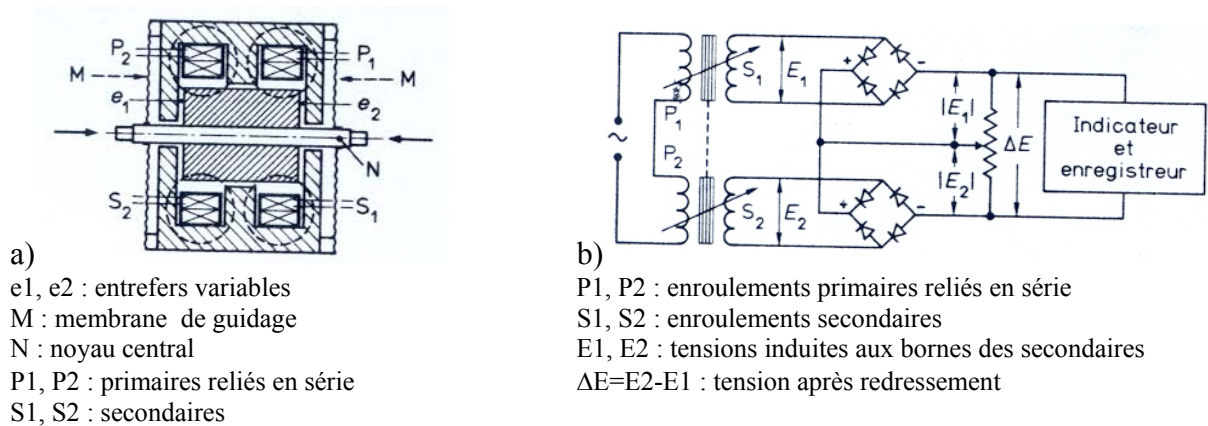 P2
P1
M
M
e1
e2
N
S2
S1
a)
e1, e2 : entrefers variables
M : membrane de guidage
N : noyau central
P1, P2 : primaires reliés en série
S1, S2 : secondaires
~
P1
P2
S1
E1
S2
E2
+
-
+
-
|E1|
|E2|
ΔE
Indicateur
et
enregistreur
b)
P1, P2 : enroulements primaires reliés en série
S1, S2 : enroulements secondaires
E1, E2 : tensions induites aux bornes des secondaires
ΔE=E2-E1 : tension après redressement